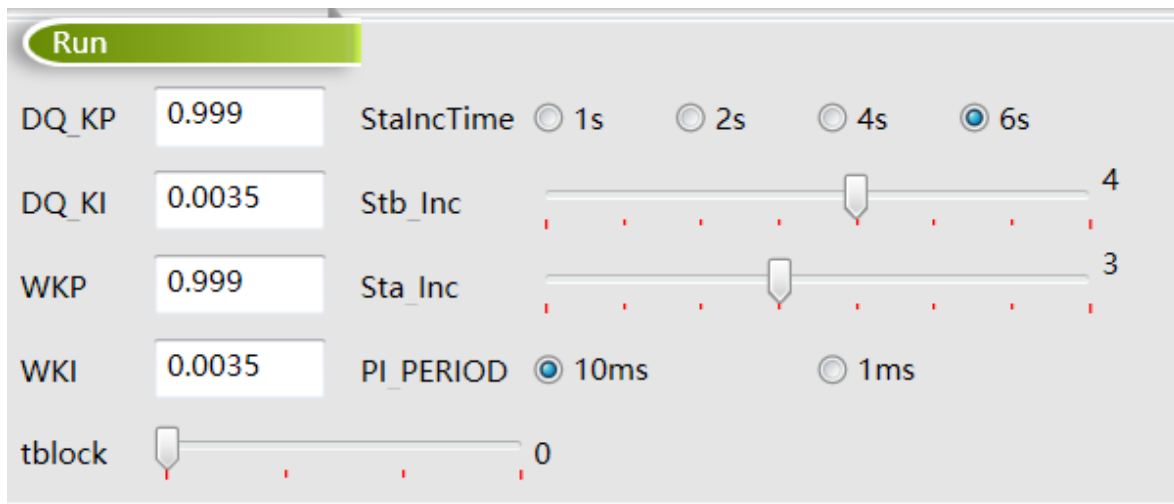 Run
DQ_KP 0.999 StaIncTime 1s 2s 4s 6s
DQ_KI 0.0035 Stb_Inc 4
WKP 0.999 Sta_Inc 3
WKI 0.0035 PI_PERIOD 10ms 1ms
tblock 0